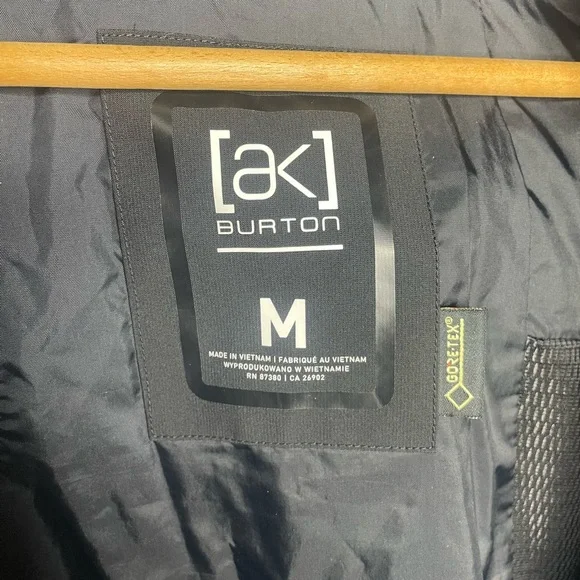 [ak]
BURTON
M
MADE IN VIETNAM | FABRIQUÉ AU VIETNAM
WYPRODUKOWANO W WIETNAMIE
RN 87380 | CA 26902
GORE-TEX®